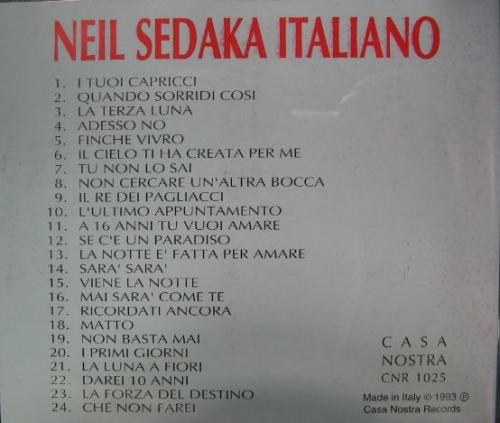 NEIL SEDAKA ITALIANO
1. I TUOI CAPRICCI
2. QUANDO SORRIDI COSI
3. LA TERZA LUNA
4. ADESSO NO
5. FINCHE VIVRO
6. IL CIELO TI HA CREATA PER ME
7. TU NON LO SAI
8. NON CERCARE UN'ALTRA BOCCA
9. IL RE DEI PAGLIACCI
10. L'ULTIMO APPUNTAMENTO
11. A 16 ANNI TU VUOI AMARE
12. SE C'E UN PARADISO
13. LA NOTTE E' FATTA PER AMARE
14. SARA' SARA'
15. VIENE LA NOTTE
16. MAI SARA' COME TE
17. RICORDATI ANCORA
18. MATTO
19. NON BASTA MAI
20. I PRIMI GIORNI
21. LA LUNA A FIORI
22. DAREI 10 ANNI
23. LA FORZA DEL DESTINO
24. CHÉ NON FAREI
CASA
NOSTRA
CNR 1025
Made in Italy © 1993 ℗
Casa Nostra Records